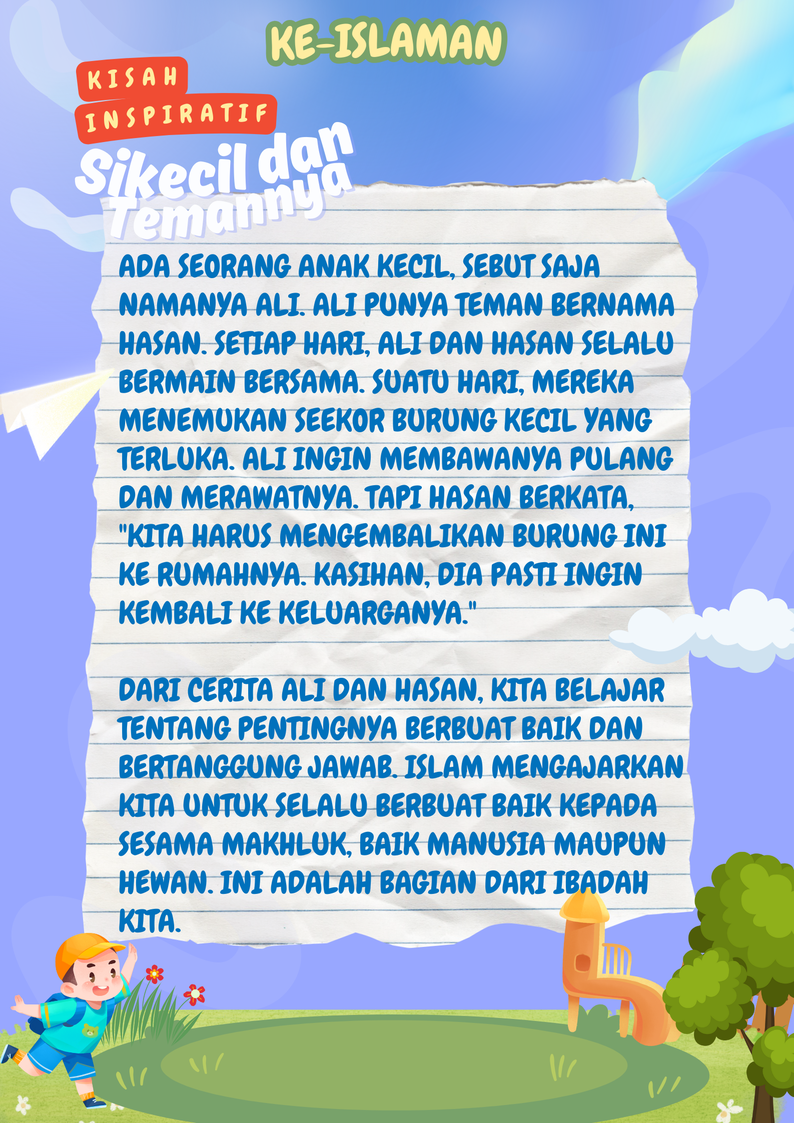 KE-ISLAMAN
KISAH
INSPIRATIF
Sikecil dan
Temannya
ADA SEORANG ANAK KECIL, SEBUT SAJA
NAMANYA ALI. ALI PUNYA TEMAN BERNAMA
HASAN. SETIAP HARI, ALI DAN HASAN SELALU
BERMAIN BERSAMA. SUATU HARI, MEREKA
MENEMUKAN SEEKOR BURUNG KECIL YANG
TERLUKA. ALI INGIN MEMBAWANYA PULANG
DAN MERAWATNYA. TAPI HASAN BERKATA,
"KITA HARUS MENGEMBALIKAN BURUNG INI
KE RUMAHNYA. KASIHAN, DIA PASTI INGIN
KEMBALI KE KELUARGANYA."
DARI CERITA ALI DAN HASAN, KITA BELAJAR
TENTANG PENTINGNYA BERBUAT BAIK DAN
BERTANGGUNG JAWAB. ISLAM MENGAJARKAN
KITA UNTUK SELALU BERBUAT BAIK KEPADA
SESAMA MAKHLUK, BAIK MANUSIA MAUPUN
HEWAN. INI ADALAH BAGIAN DARI IBADAH
KITA.